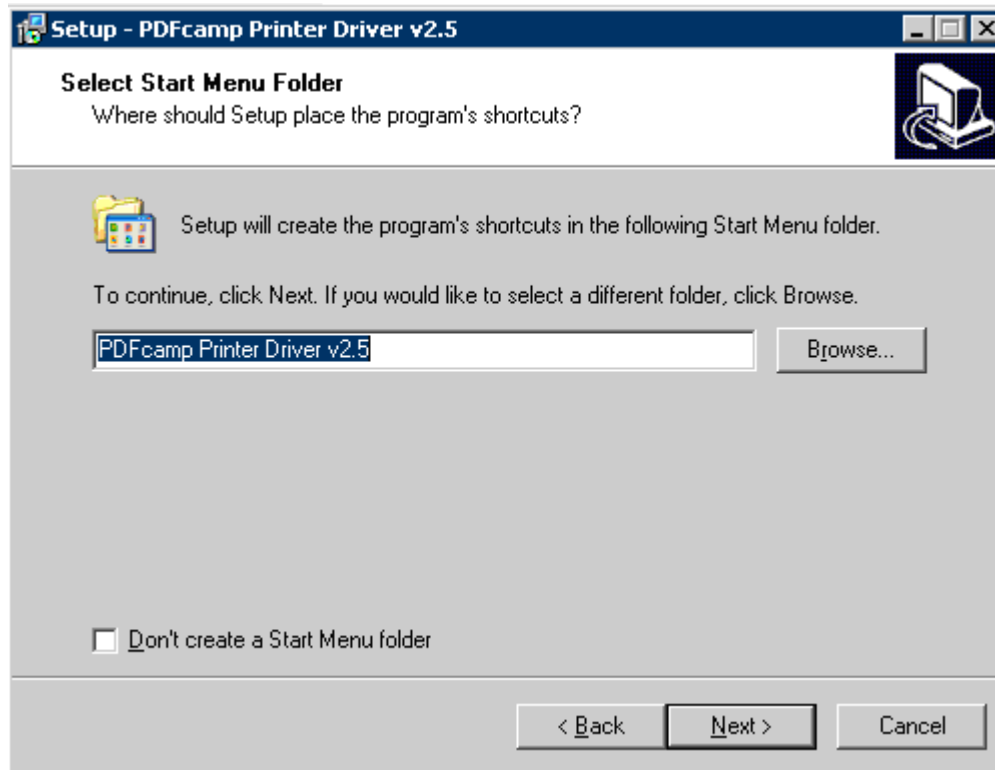 Setup - PDFcamp Printer Driver v2.5
Select Start Menu Folder
Where should Setup place the program's shortcuts?
Setup will create the program's shortcuts in the following Start Menu folder.
To continue, click Next. If you would like to select a different folder, click Browse.
PDFcamp Printer Driver v2.5
Browse...
Don't create a Start Menu folder
< Back
Next >
Cancel